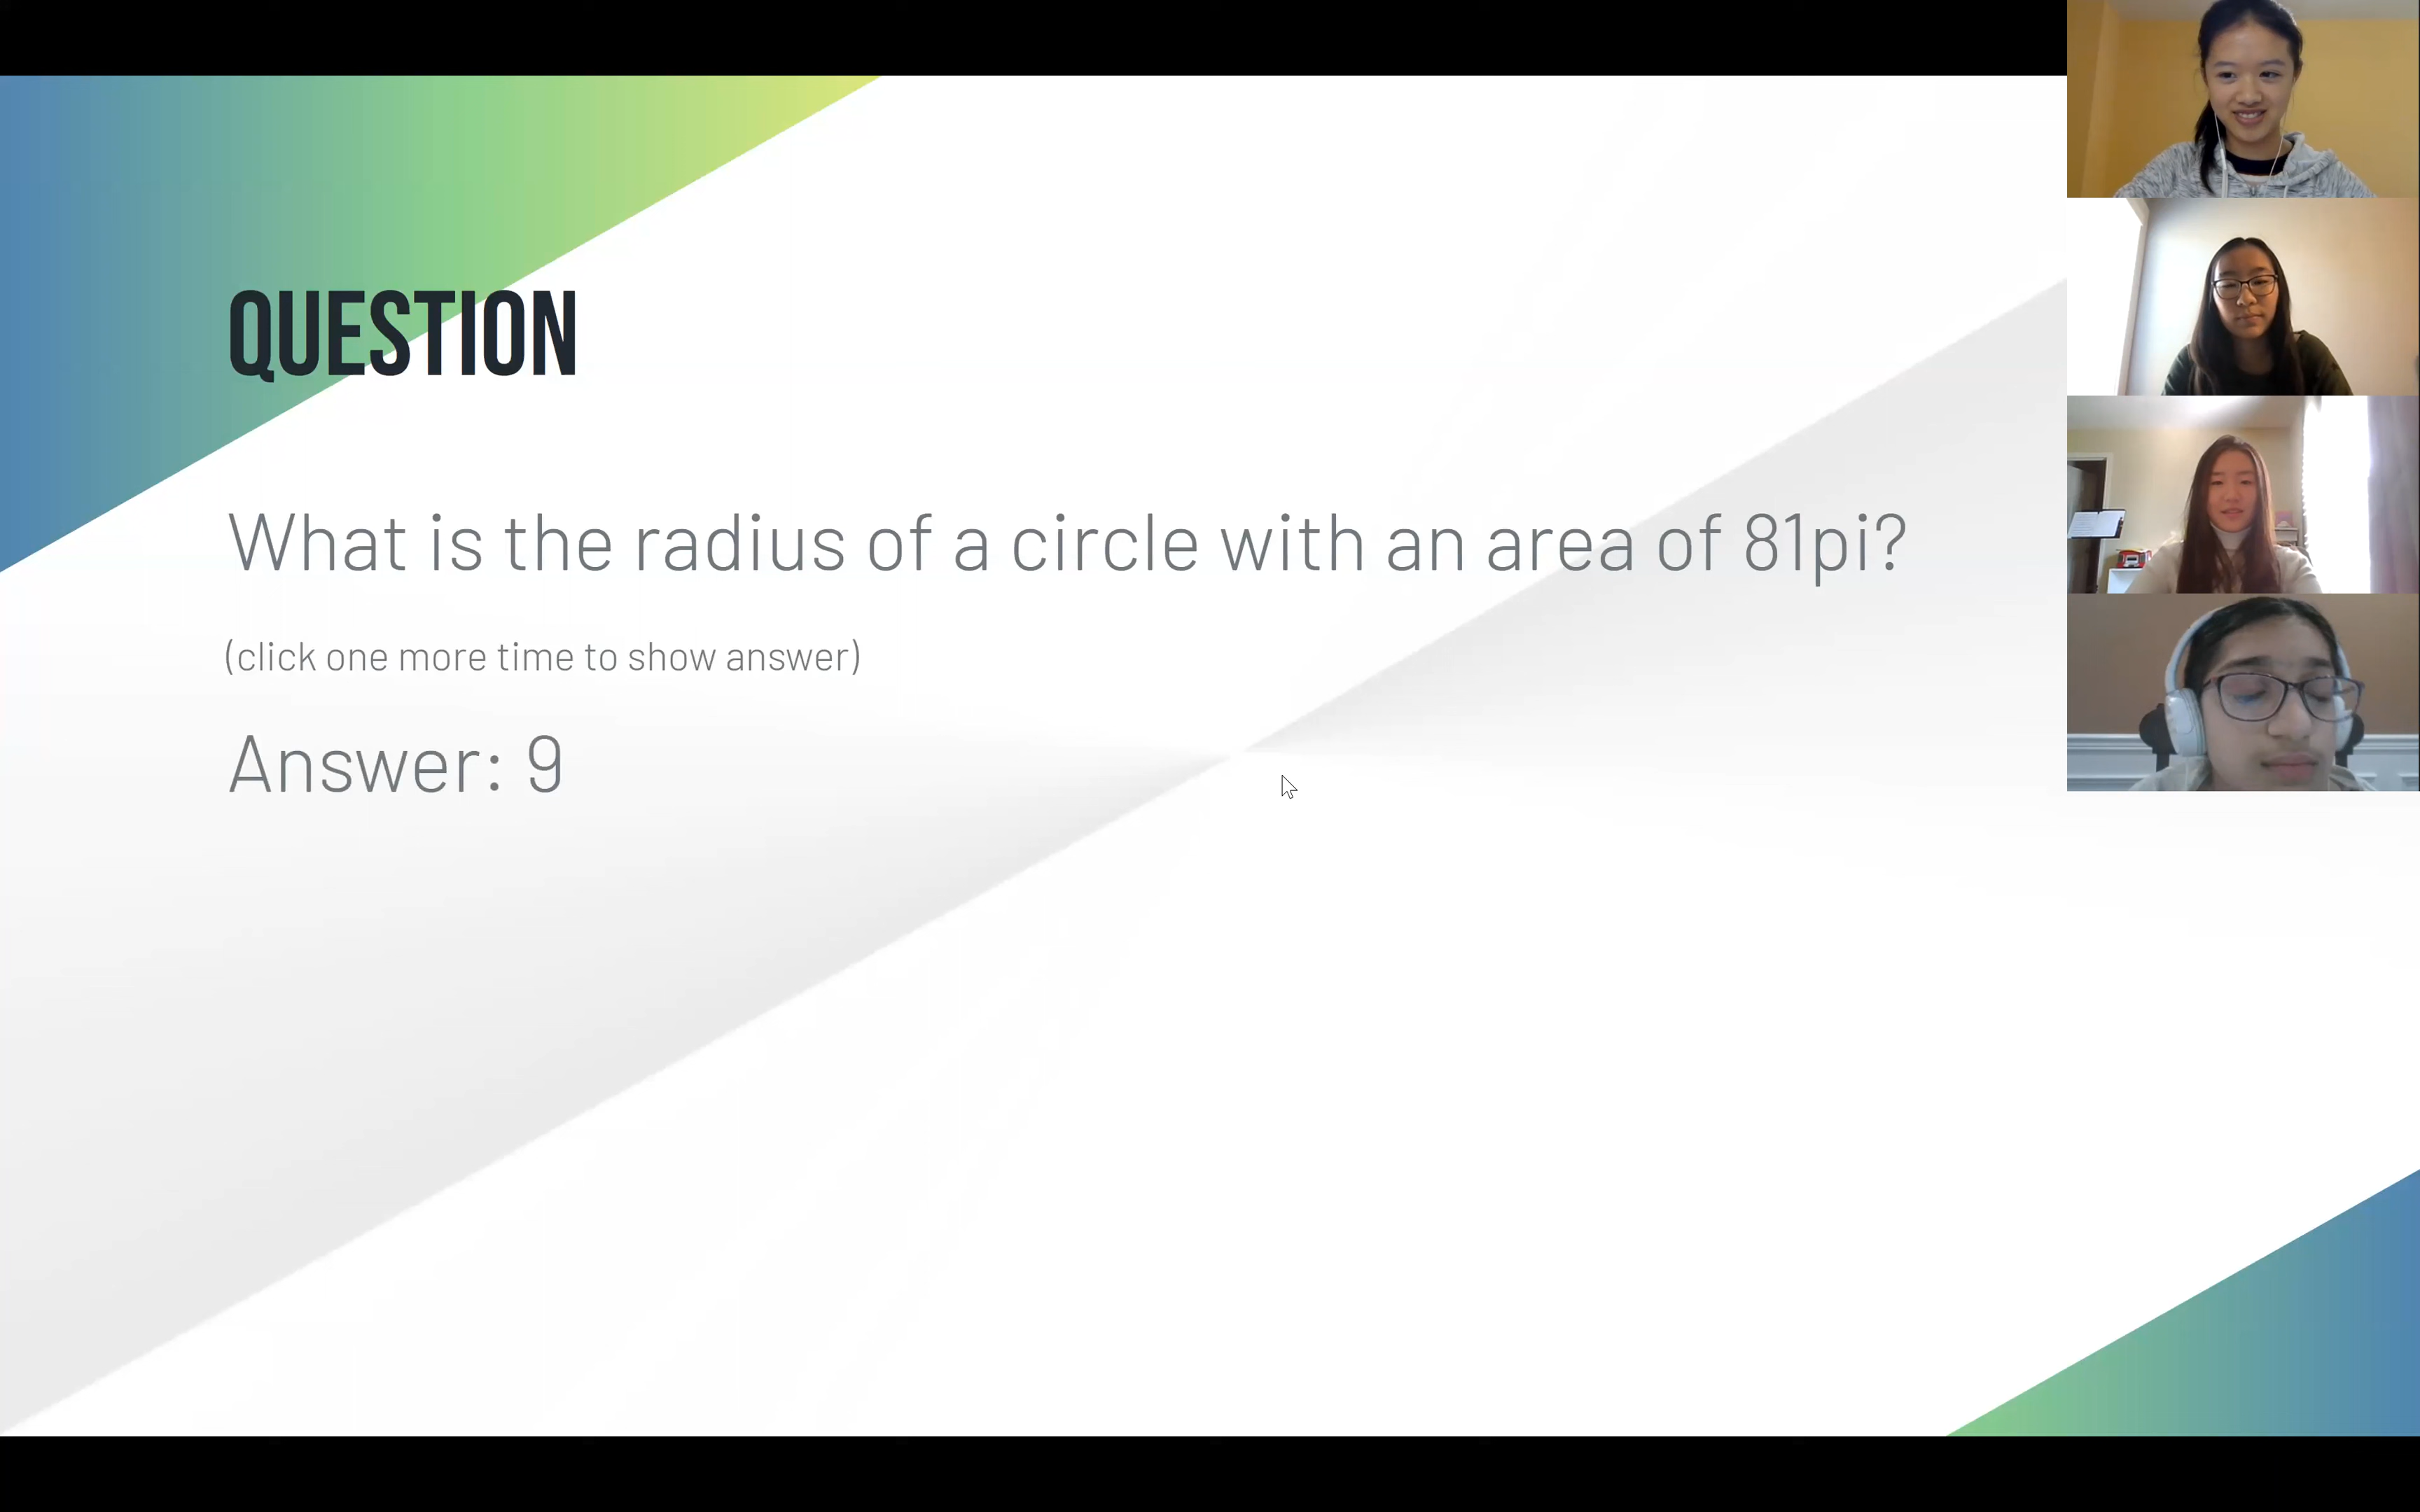 QUESTION
What is the radius of a circle with an area of 81pi?
(click one more time to show answer)
Answer: 9